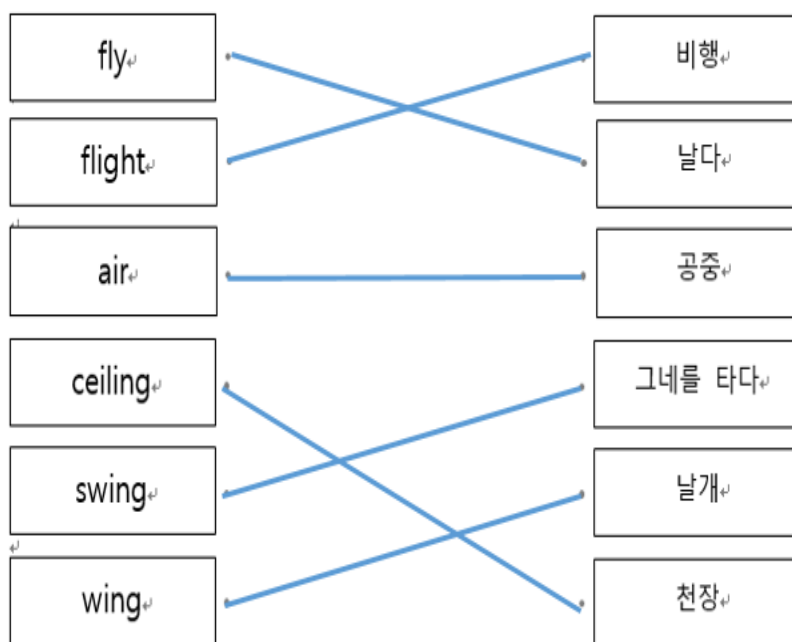 fly
비행
flight
날다
air
공중
ceiling
그네를 타다
swing
날개
wing
천장